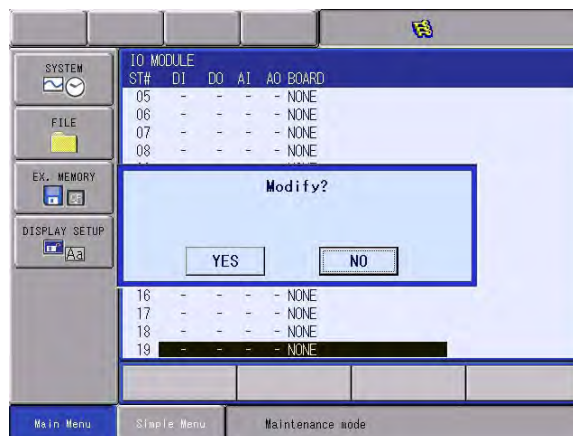 SYSTEM
FILE
EX. MEMORY
CF
DISPLAY SETUP
Aa
IO MODULE
ST# DI DO AI AO BOARD
05 - - - - NONE
06 - - - - NONE
07 - - - - NONE
08 - - - - NONE
Modify?
YES NO
16 - - - - NONE
17 - - - - NONE
18 - - - - NONE
19 - - - - NONE
Main Menu Simple Menu Maintenance mode